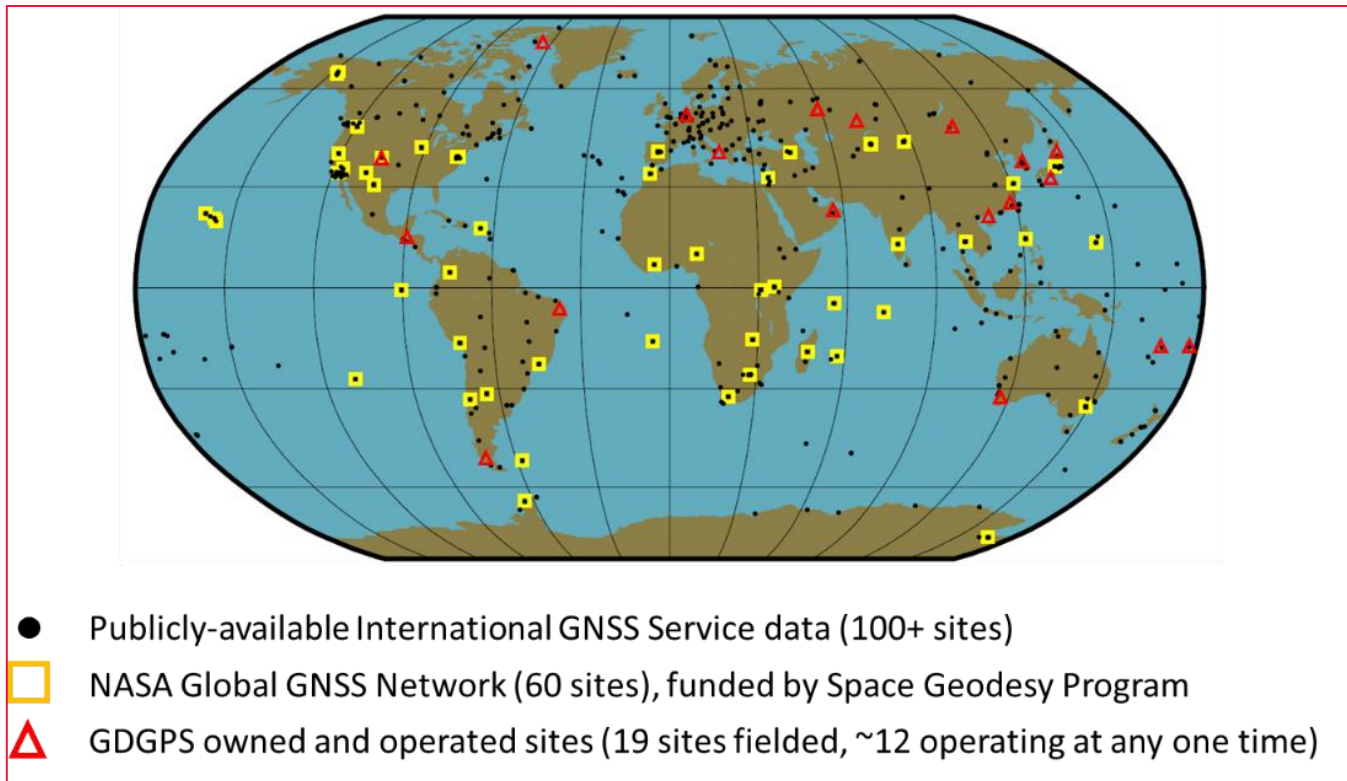 Publicly-available International GNSS Service data (100+ sites)
NASA Global GNSS Network (60 sites), funded by Space Geodesy Program
GDGPS owned and operated sites (19 sites fielded, ~12 operating at any one time)